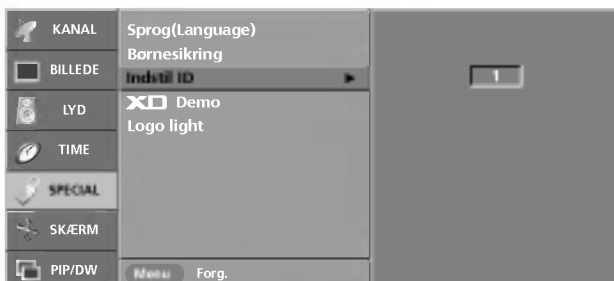 KANAL
BILLEDE
LYD
TIME
SPECIAL
SKÆRM
PIP/DW
Sprog(Language)
Børnesikring
Indstil ID
XD Demo
Logo light
Menu Forg.
1